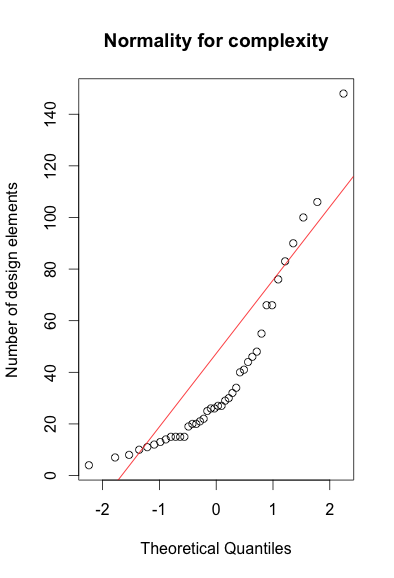 Normality for complexity
Number of design elements
140
120
100
80
60
40
20
0
-2 -1 0 1 2
Theoretical Quantiles